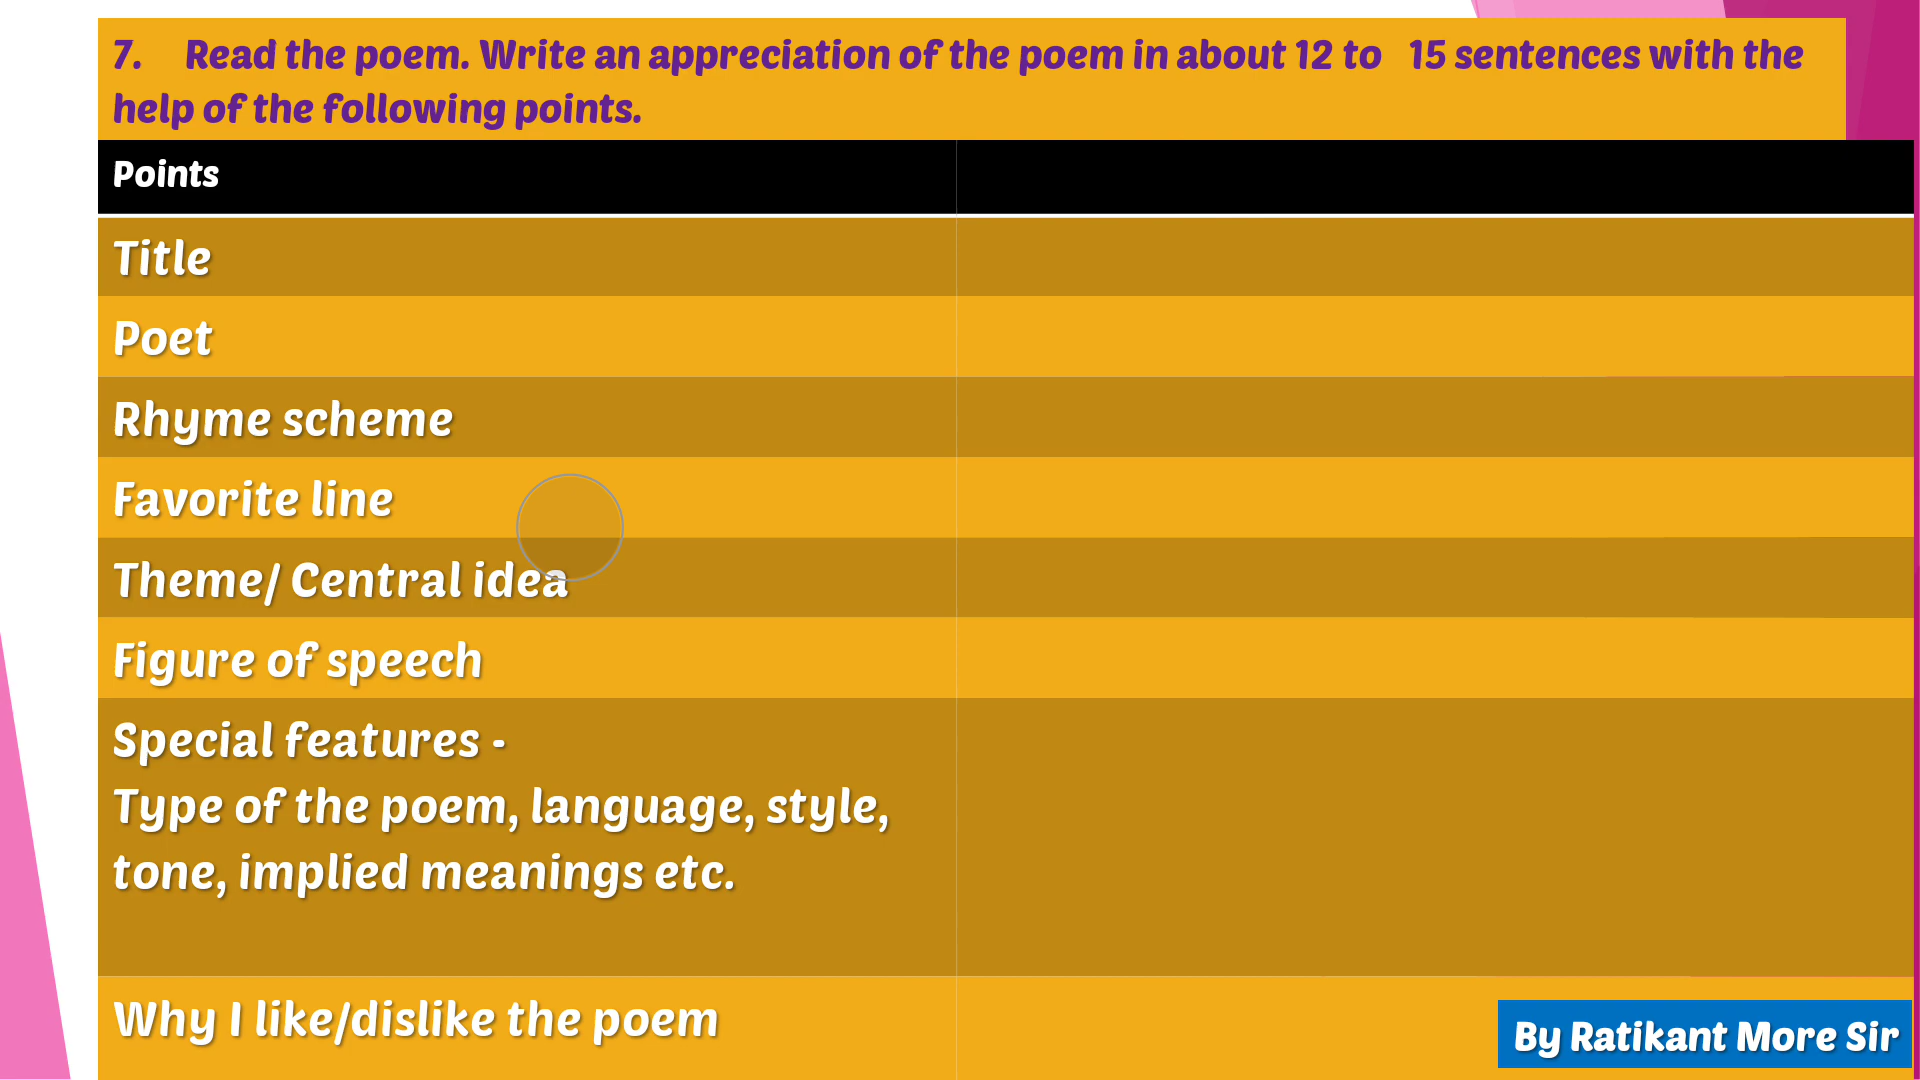 7. Read the poem. Write an appreciation of the poem in about 12 to 15 sentences with the
help of the following points.
Points
Title
Poet
Rhyme scheme
Favorite line
Theme/ Central idea
Figure of speech
Special features -
Type of the poem, language, style,
tone, implied meanings etc.
Why I like/dislike the poem
By Ratikant More Sir